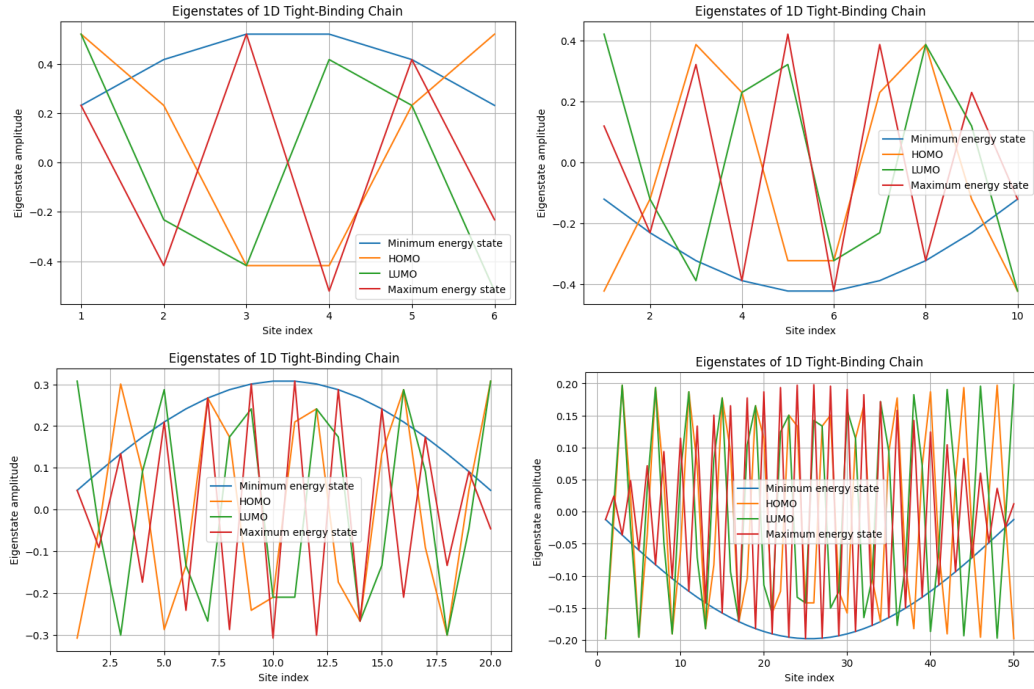 Eigenstates of 1D Tight-Binding Chain
Eigenstate amplitude
0.4
0.2
0.0
−0.2
−0.4
Minimum energy state
HOMO
LUMO
Maximum energy state
1
2
3
4
5
6
Site index
Eigenstates of 1D Tight-Binding Chain
Eigenstate amplitude
0.4
0.2
0.0
−0.2
−0.4
Minimum energy state
HOMO
LUMO
Maximum energy state
2
4
6
8
10
Site index
Eigenstates of 1D Tight-Binding Chain
Eigenstate amplitude
0.3
0.2
0.1
0.0
−0.1
−0.2
−0.3
Minimum energy state
HOMO
LUMO
Maximum energy state
2.5
5.0
7.5
10.0
12.5
15.0
17.5
20.0
Site index
Eigenstates of 1D Tight-Binding Chain
Eigenstate amplitude
0.20
0.15
0.10
0.05
0.00
−0.05
−0.10
−0.15
−0.20
Minimum energy state
HOMO
LUMO
Maximum energy state
0
10
20
30
40
50
Site index